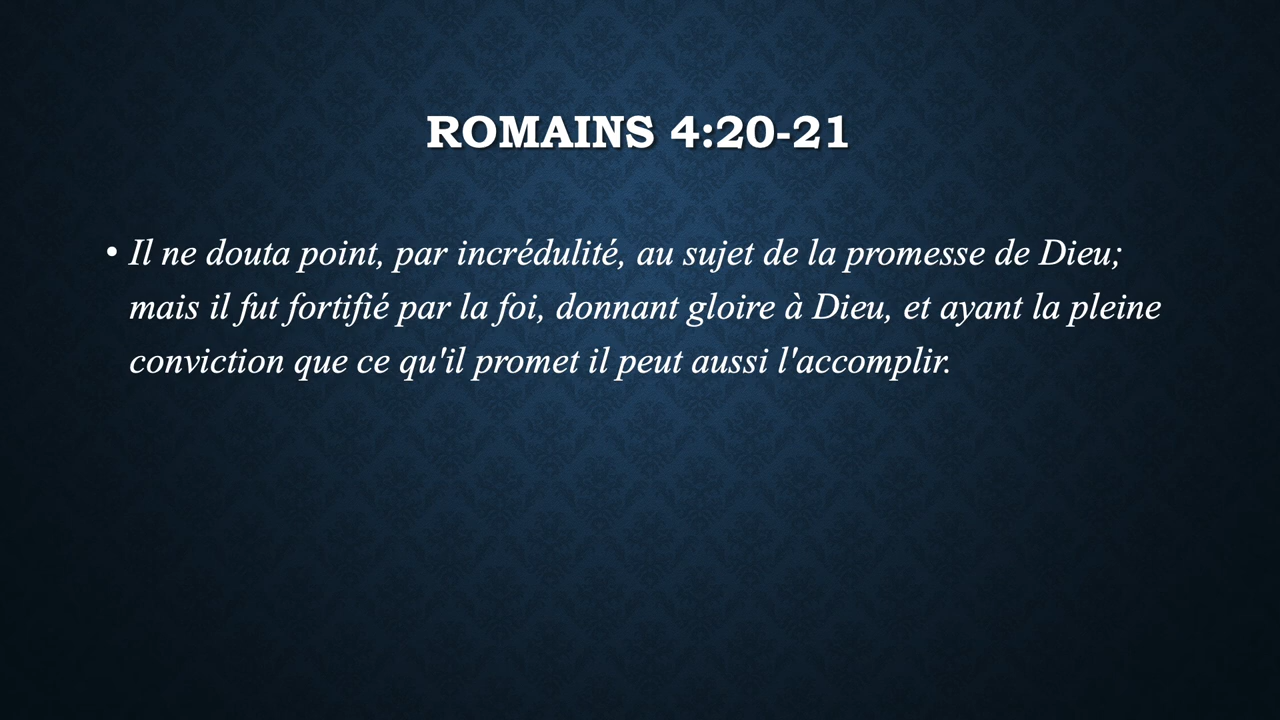 ROMAINS 4:20-21
• Il ne douta point, par incrédulité, au sujet de la promesse de Dieu;
mais il fut fortifié par la foi, donnant gloire à Dieu, et ayant la pleine
conviction que ce qu'il promet il peut aussi l'accomplir.